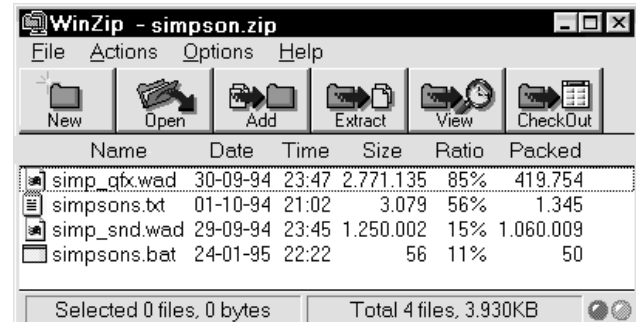 WinZip - simpson.zip
File Actions Options Help
New Open Add Extract View CheckOut
Name Date Time Size Ratio Packed
simp_qfx.wad 30-09-94 23:47 2.771.135 85% 419.754
simpsons.txt 01-10-94 21:02 3.079 56% 1.345
simp_snd.wad 29-09-94 23:45 1.250.002 15% 1.060.009
simpsons.bat 24-01-95 22:22 56 11% 50
Selected 0 files, 0 bytes Total 4 files, 3.930KB